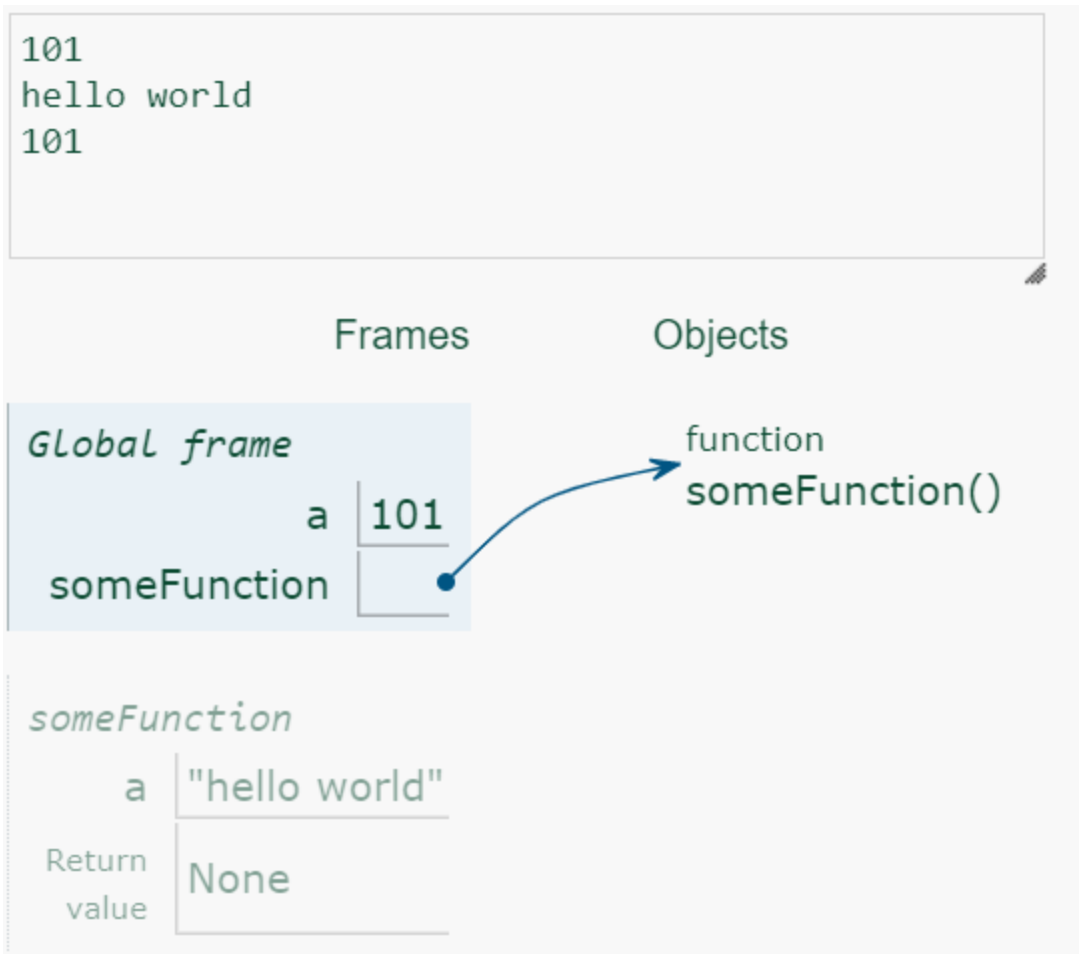 101
hello world
101
Frames
Objects
Global frame
a 101
someFunction
function
someFunction()
someFunction
a "hello world"
Return
value
None